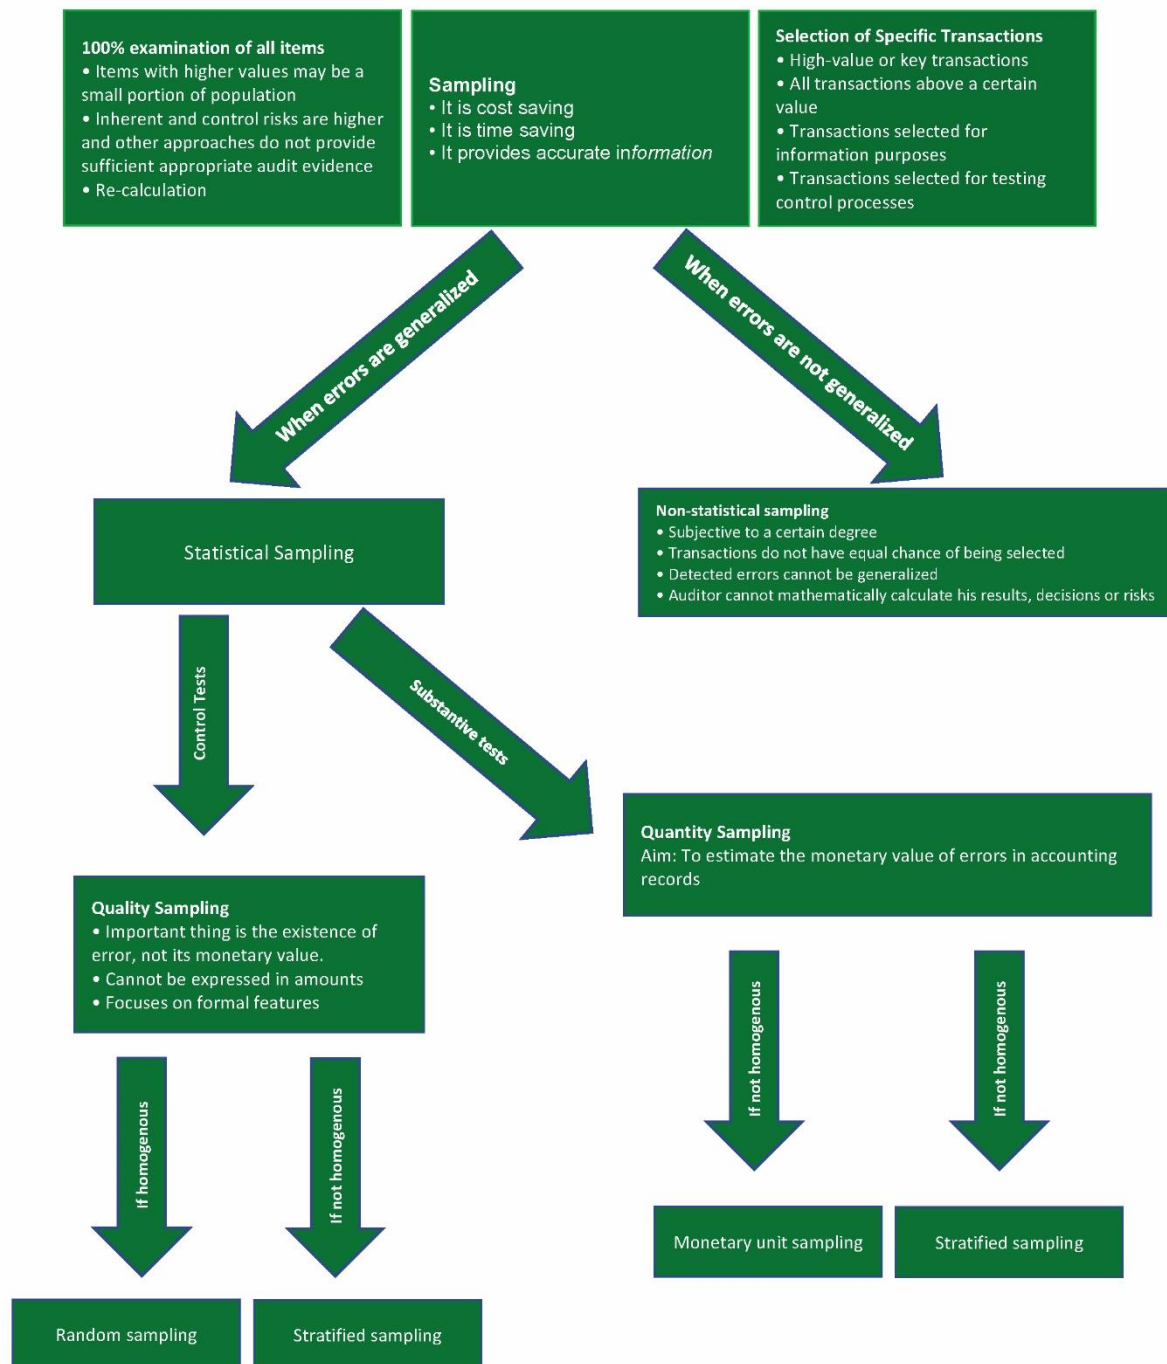 100% examination of all items
• Items with higher values may be a
small portion of population
• Inherent and control risks are higher
and other approaches do not provide
sufficient appropriate audit evidence
• Re-calculation
Sampling
• It is cost saving
• It is time saving
• It provides accurate information
Selection of Specific Transactions
• High-value or key transactions
• All transactions above a certain
value
• Transactions selected for
information purposes
• Transactions selected for testing
control processes
When errors are generalized
When errors are not generalized
Statistical Sampling
Non-statistical sampling
• Subjective to a certain degree
• Transactions do not have equal chance of being selected
• Detected errors cannot be generalized
• Auditor cannot mathematically calculate his results, decisions or risks
Control Tests
Substantive tests
Quality Sampling
• Important thing is the existence of
error, not its monetary value.
• Cannot be expressed in amounts
• Focuses on formal features
Quantity Sampling
Aim: To estimate the monetary value of errors in accounting
records
If homogenous
If not homogenous
If not homogenous
If not homogenous
Random sampling
Stratified sampling
Monetary unit sampling
Stratified sampling